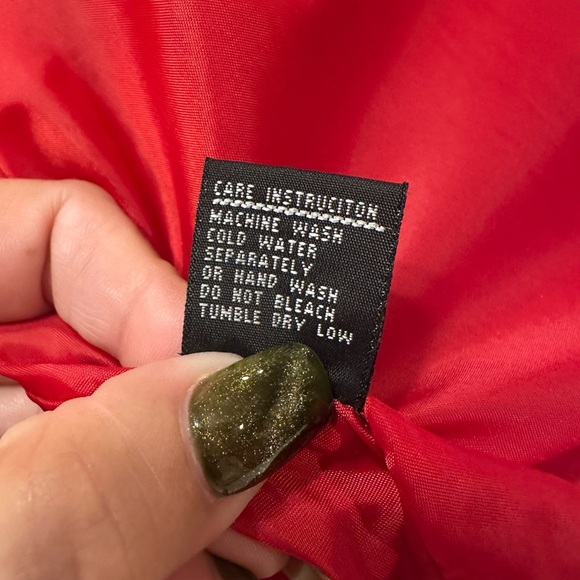 CARE INSTRUCITON
MACHINE WASH
COLD WATER
SEPARATELY
OR HAND WASH
DO NOT BLEACH
TUMBLE DRY LOW